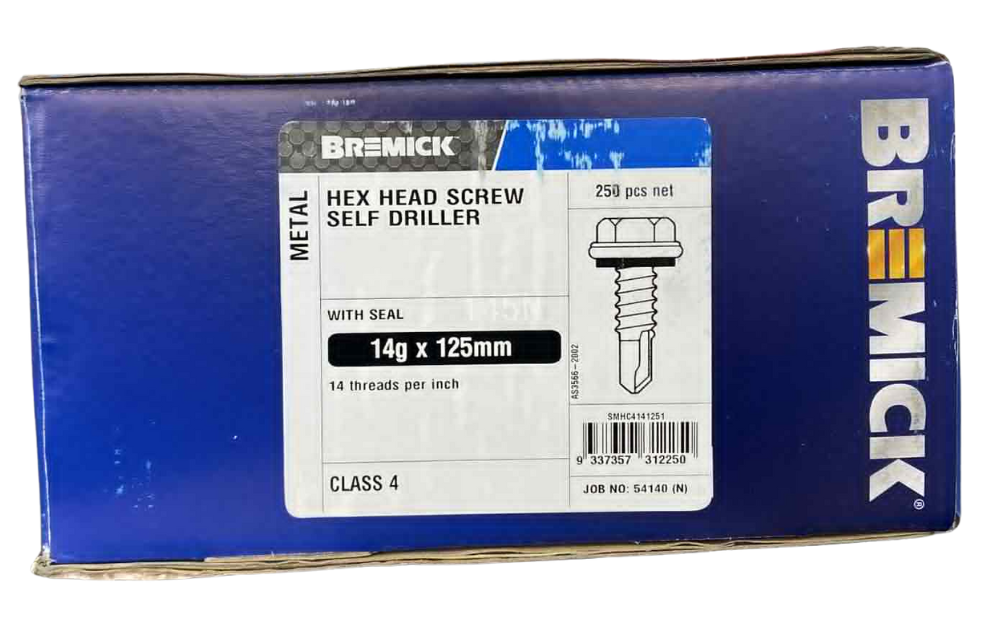 BREMICK
HEX HEAD SCREW
SELF DRILLER
METAL
250 pcs net
WITH SEAL
14g x 125mm
14 threads per inch
AS3566-2002
SMHC4141251
9 337357 312250
CLASS 4
JOB NO: 54140 (N)
BREMICK®